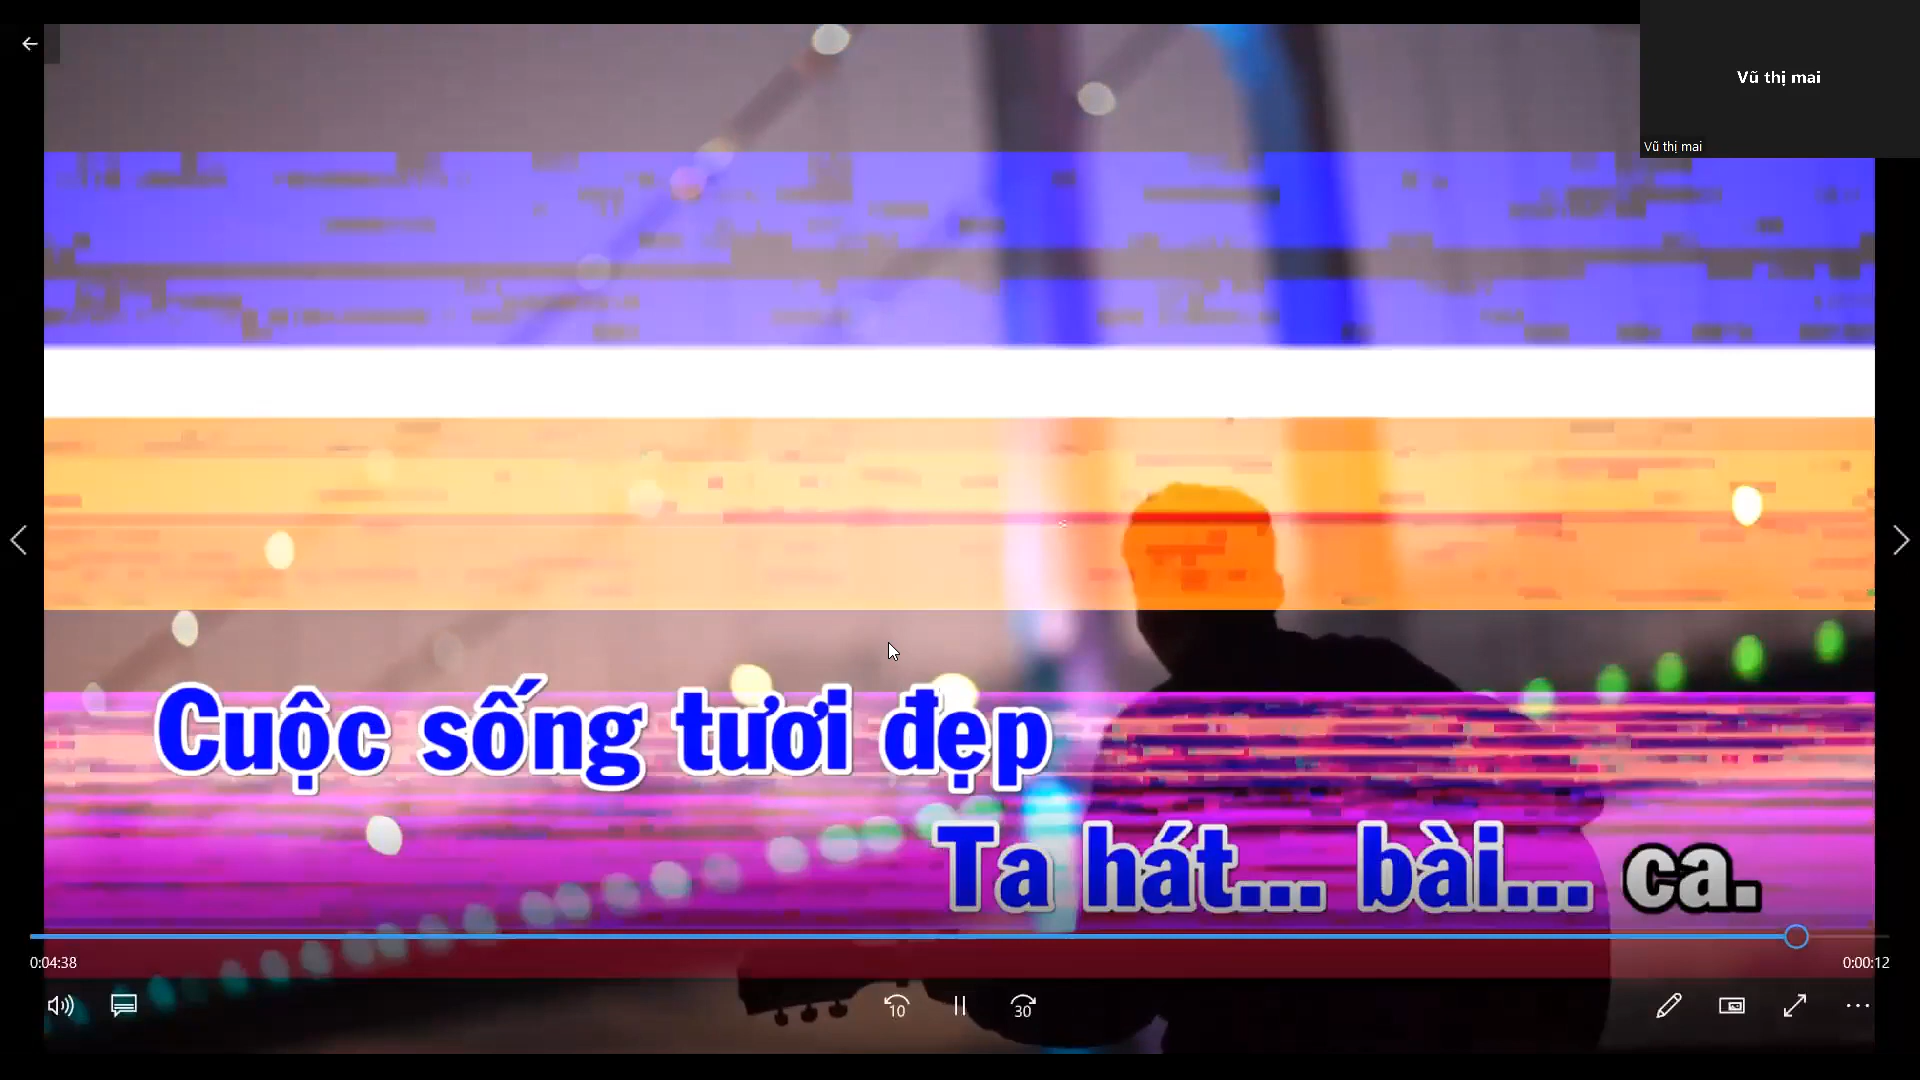 Vũ thị mai
Vũ thị mai
Cuộc sống tươi đẹp
Ta hát... bài... ca.
0:04:38
0:00:12
10
30